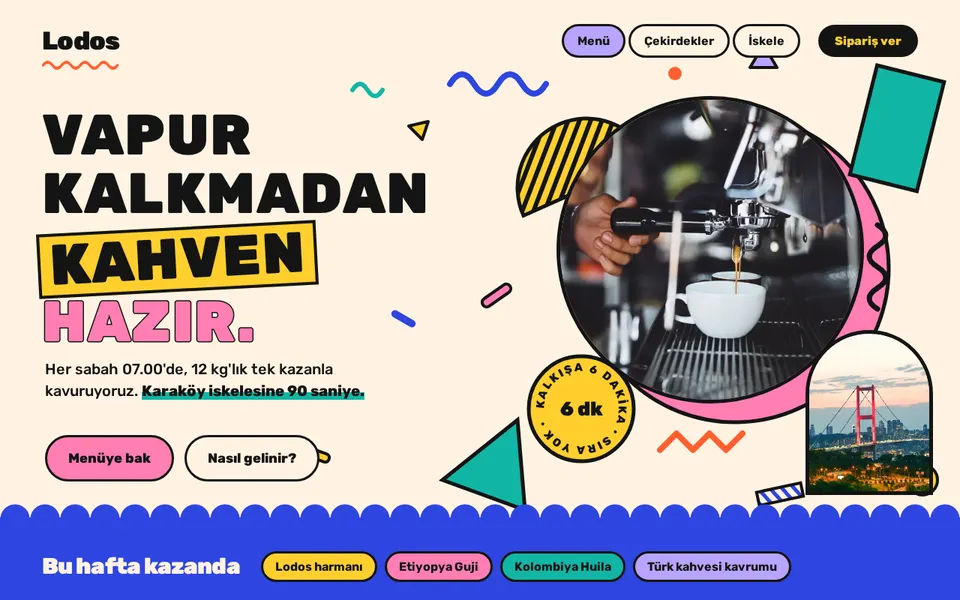 Lodos
Menü
Çekirdekler
İskele
Sipariş ver
VAPUR
KALKMADAN
KAHVEN
HAZIR.
Her sabah 07.00'de, 12 kg'lık tek kazanla
kavuruyoruz. Karaköy iskelesine 90 saniye.
Menüye bak
Nasıl gelinir?
KALKIŞA 6 DAKİKA • SIRA YOK •
6 dk
Bu hafta kazanda
Lodos harmanı
Etiyopya Guji
Kolombiya Huila
Türk kahvesi kavrumu